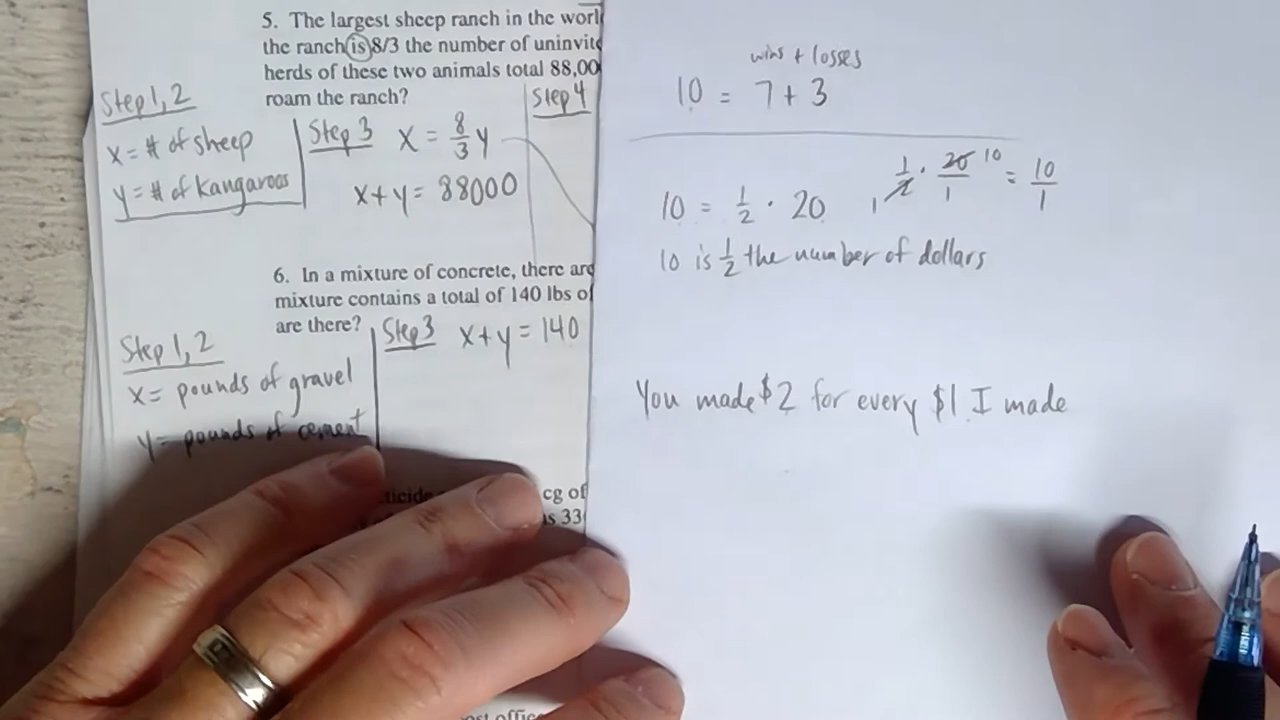 5. The largest sheep ranch in the
the ranch is 8/3 the number of
herds of these two animals total
roam the ranch?
Step 1,2
x = # of sheep
y = # of Kangaroos
Step 3 x = 8/3 y
x + y = 88000
Step 4
6. In a mixture of concrete, there
mixture contains a total of 140 lbs
are there?
Step 1,2
x = pounds of gravel
y = pounds of cement
Step 3 x + y = 140
cg of
wins + losses
10 = 7 + 3
1/2 · 20/1 10 = 10/1
1
10 = 1/2 · 20
10 is 1/2 the number of dollars
You made $2 for every $1 I made